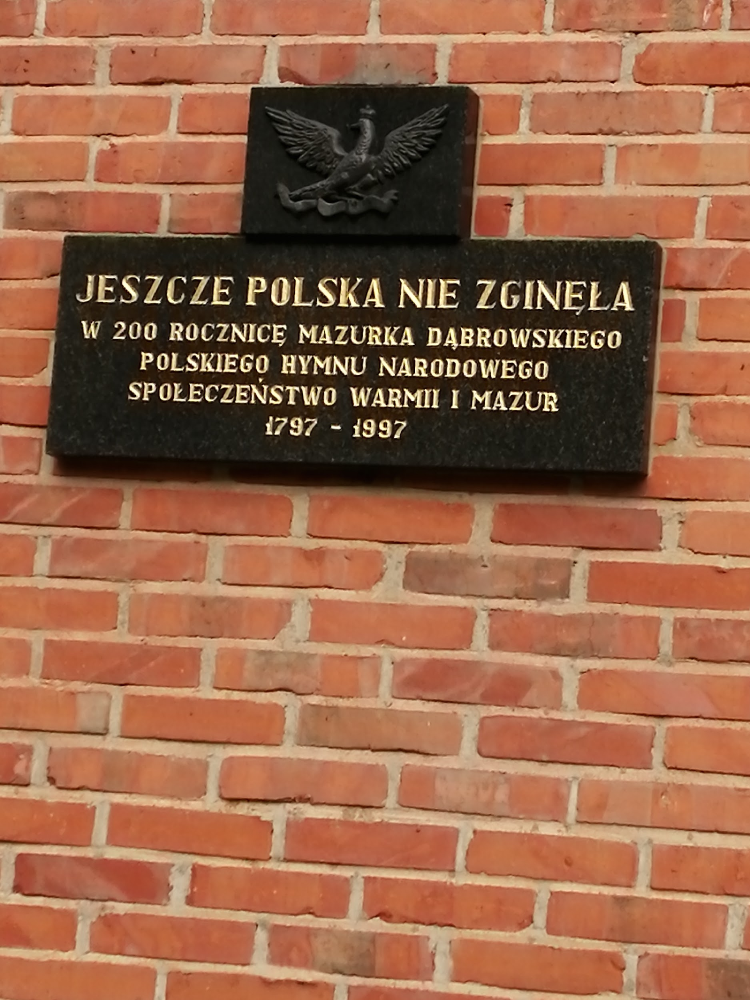 JESZCZE POLSKA NIE ZGINĘŁA
W 200 ROCZNICĘ MAZURKA DĄBROWSKIEGO
POLSKIEGO HYMNU NARODOWEGO
SPOŁECZEŃSTWO WARMII I MAZUR
1797 - 1997